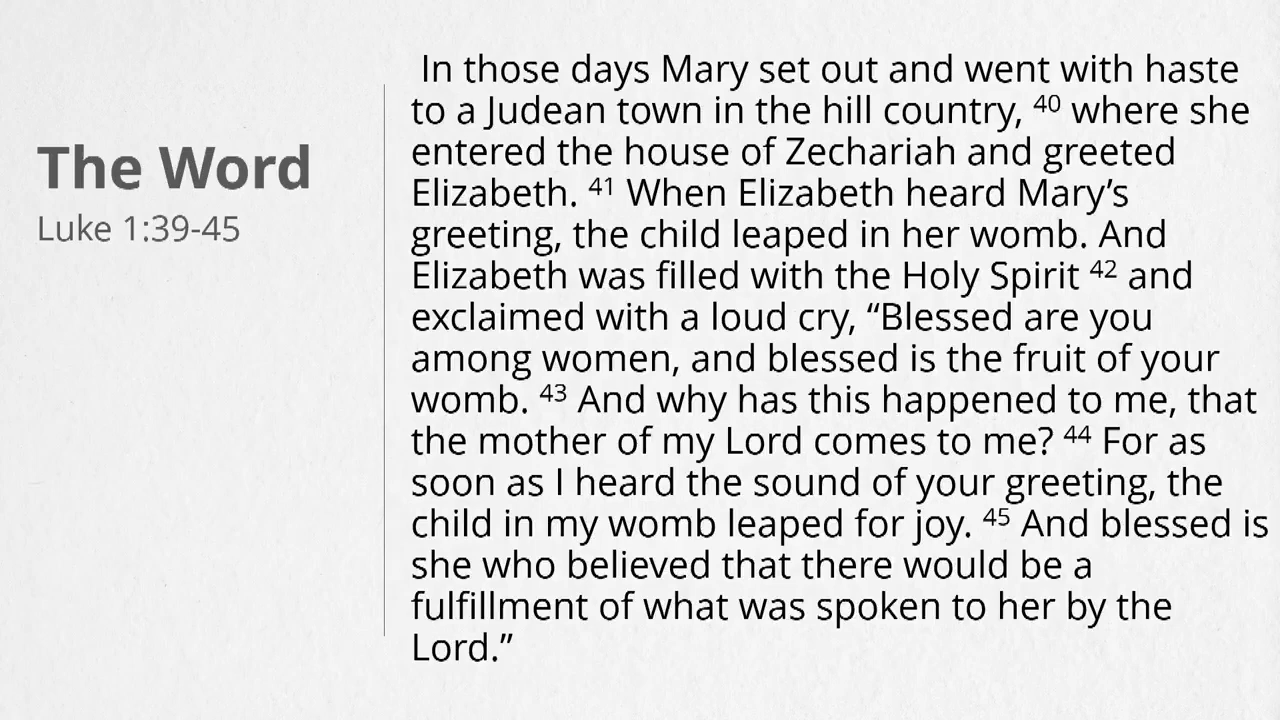 The Word
Luke 1:39-45
In those days Mary set out and went with haste
to a Judean town in the hill country, 40 where she
entered the house of Zechariah and greeted
Elizabeth. 41 When Elizabeth heard Mary’s
greeting, the child leaped in her womb. And
Elizabeth was filled with the Holy Spirit 42 and
exclaimed with a loud cry, “Blessed are you
among women, and blessed is the fruit of your
womb. 43 And why has this happened to me, that
the mother of my Lord comes to me? 44 For as
soon as I heard the sound of your greeting, the
child in my womb leaped for joy. 45 And blessed is
she who believed that there would be a
fulfillment of what was spoken to her by the
Lord.”